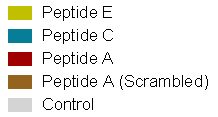 Peptide E
Peptide C
Peptide A
Peptide A (Scrambled)
Control